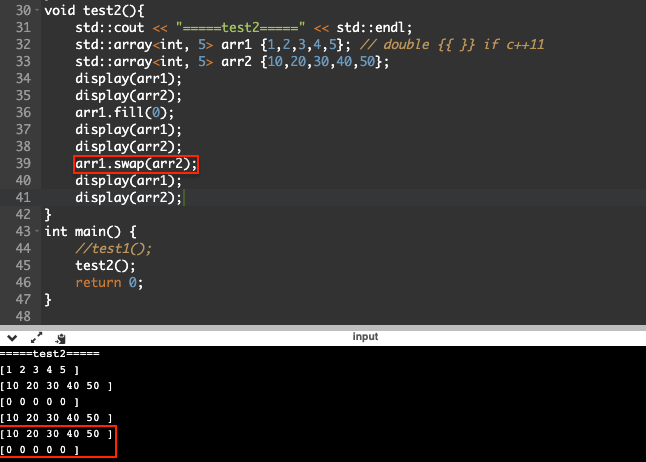 30 void test2(){
31 std::cout << "=====test2=====" << std::endl;
32 std::array<int, 5> arr1 {1,2,3,4,5}; // double {{ }} if c++11
33 std::array<int, 5> arr2 {10,20,30,40,50};
34 display(arr1);
35 display(arr2);
36 arr1.fill(0);
37 display(arr1);
38 display(arr2);
39 arr1.swap(arr2);
40 display(arr1);
41 display(arr2);
42 }
43 int main() {
44 //test1();
45 test2();
46 return 0;
47 }
48
input
=====test2=====
[1 2 3 4 5 ]
[10 20 30 40 50 ]
[0 0 0 0 0 ]
[10 20 30 40 50 ]
[10 20 30 40 50 ]
[0 0 0 0 0 ]